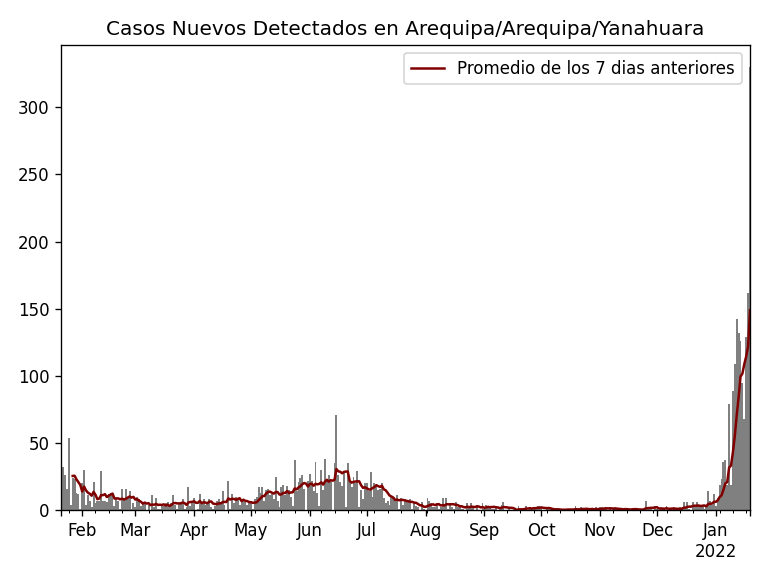 Casos Nuevos Detectados en Arequipa/Arequipa/Yanahuara
Promedio de los 7 dias anteriores
300
250
200
150
100
50
0
Feb Mar Apr May Jun Jul Aug Sep Oct Nov Dec Jan
2022